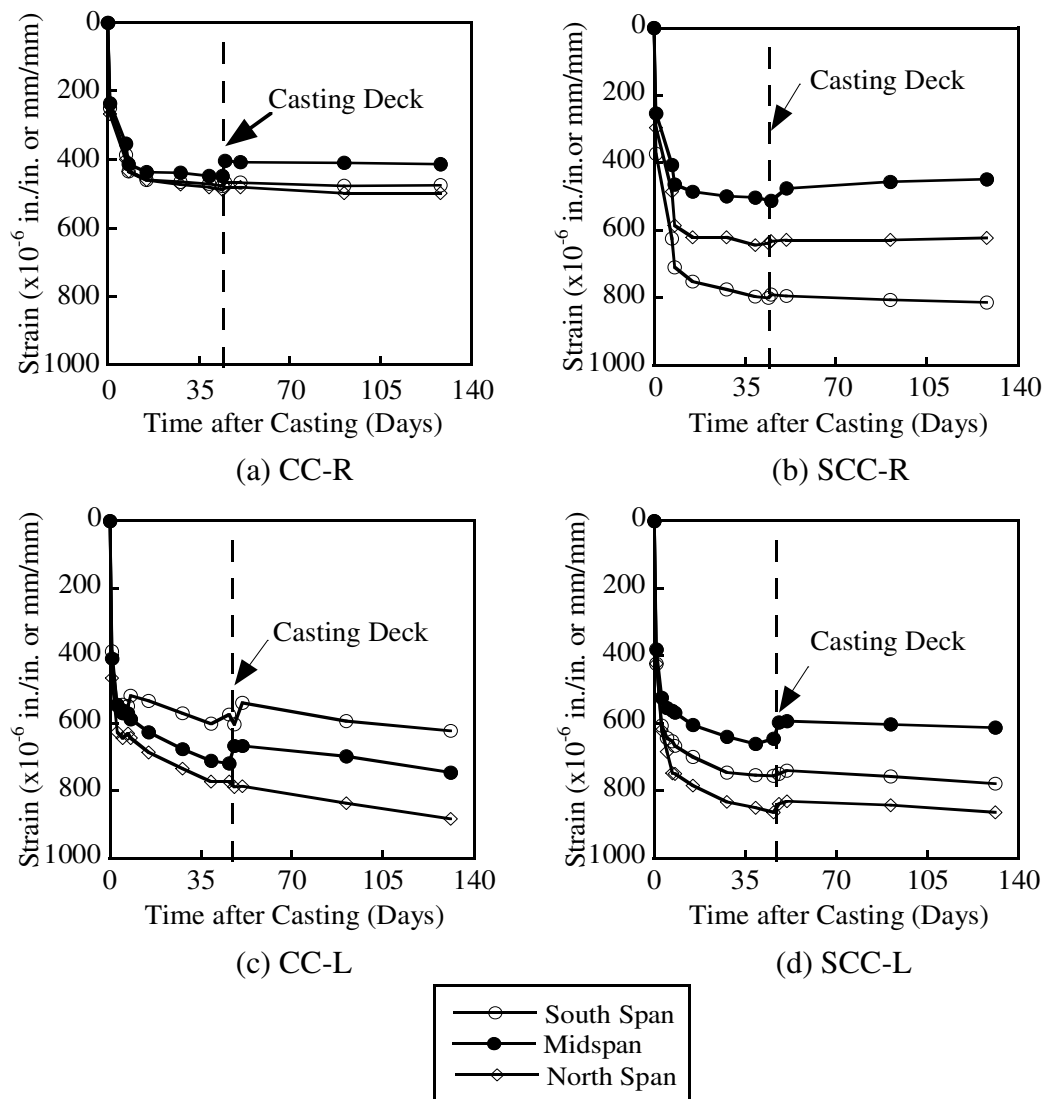 0
200
400
600
800
1000
Strain (x10-6 in./in. or mm/mm)
Casting Deck
0 35 70 105 140
Time after Casting (Days)
(a) CC-R
0
200
400
600
800
1000
Strain (x10-6 in./in. or mm/mm)
Casting Deck
0 35 70 105 140
Time after Casting (Days)
(b) SCC-R
0
200
400
600
800
1000
Strain (x10-6 in./in. or mm/mm)
Casting Deck
0 35 70 105 140
Time after Casting (Days)
(c) CC-L
0
200
400
600
800
1000
Strain (x10-6 in./in. or mm/mm)
Casting Deck
0 35 70 105 140
Time after Casting (Days)
(d) SCC-L
South Span
Midspan
North Span